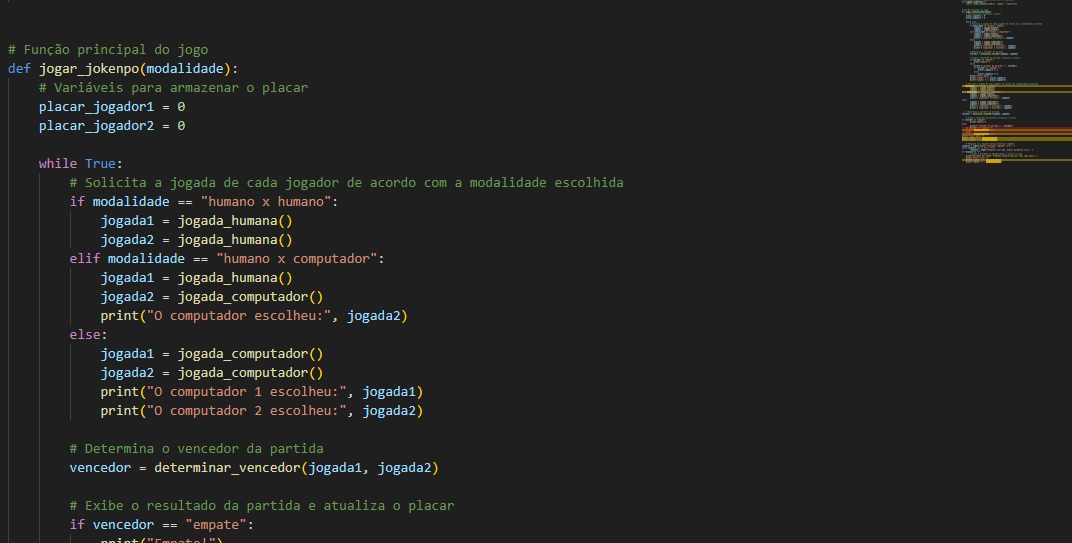 # Função principal do jogo
def jogar_jokenpo(modalidade):
    # Variáveis para armazenar o placar
    placar_jogador1 = 0
    placar_jogador2 = 0

    while True:
        # Solicita a jogada de cada jogador de acordo com a modalidade escolhida
        if modalidade == "humano x humano":
            jogada1 = jogada_humana()
            jogada2 = jogada_humana()
        elif modalidade == "humano x computador":
            jogada1 = jogada_humana()
            jogada2 = jogada_computador()
            print("O computador escolheu:", jogada2)
        else:
            jogada1 = jogada_computador()
            jogada2 = jogada_computador()
            print("O computador 1 escolheu:", jogada1)
            print("O computador 2 escolheu:", jogada2)

        # Determina o vencedor da partida
        vencedor = determinar_vencedor(jogada1, jogada2)

        # Exibe o resultado da partida e atualiza o placar
        if vencedor == "empate":
            print("Empate!")